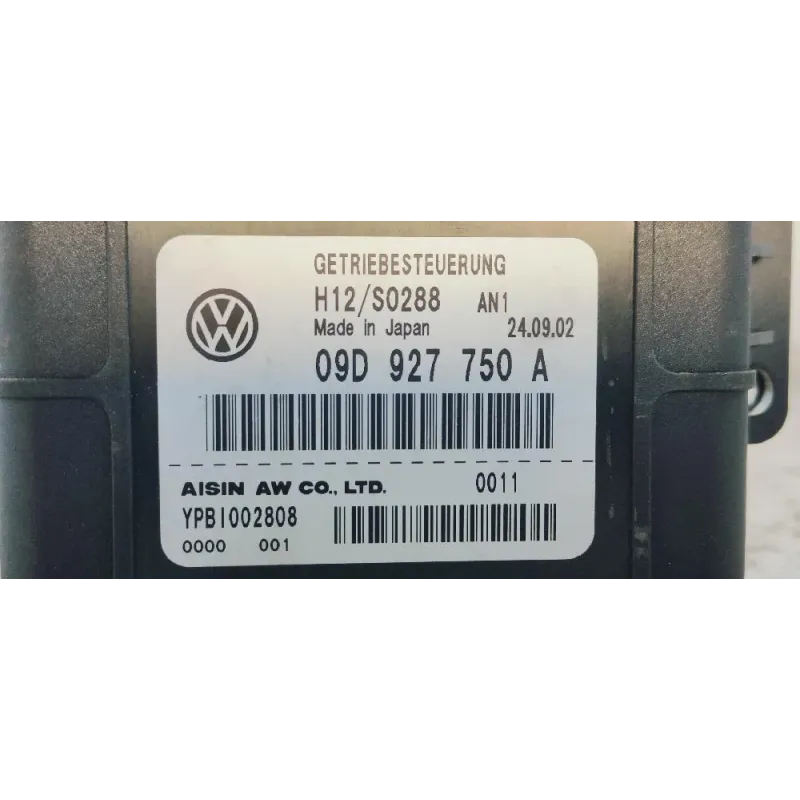 GETRIEBESTEUERUNG
H12/S0288 AN1
Made in Japan 24.09.02
09D 927 750 A
AISIN AW CO., LTD. 0011
YPBI002808
0000 001